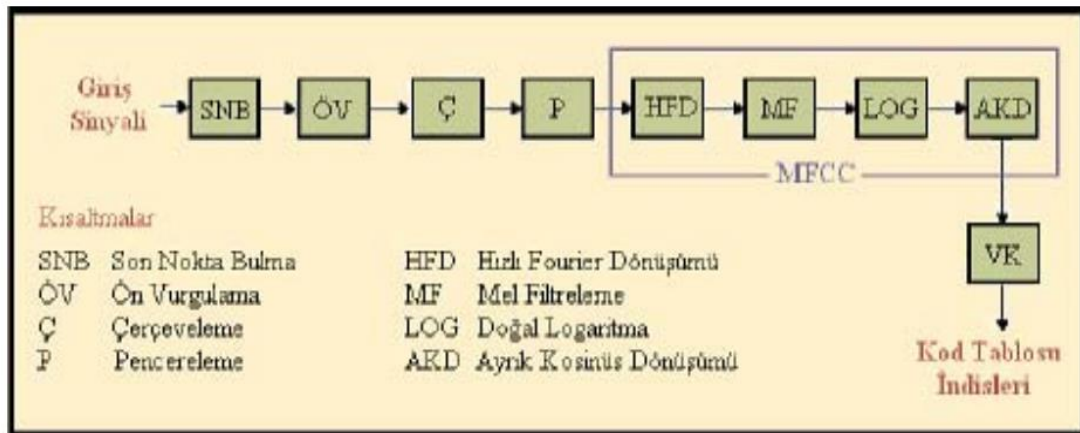 Giriş
Sinyali
SNB
ÖV
Ç
P
HFD
MF
LOG
AKD
MFCC
VK
Kod Tablosu
İndisleri
Kısaltmalar
SNB Son Nokta Bulma
ÖV Ön Vurgulama
Ç Çerçeveleme
P Pencereleme
HFD Hızlı Fourier Dönüşümü
MF Mel Filtreleme
LOG Doğal Logaritma
AKD Ayrık Kosinüs Dönüşümü